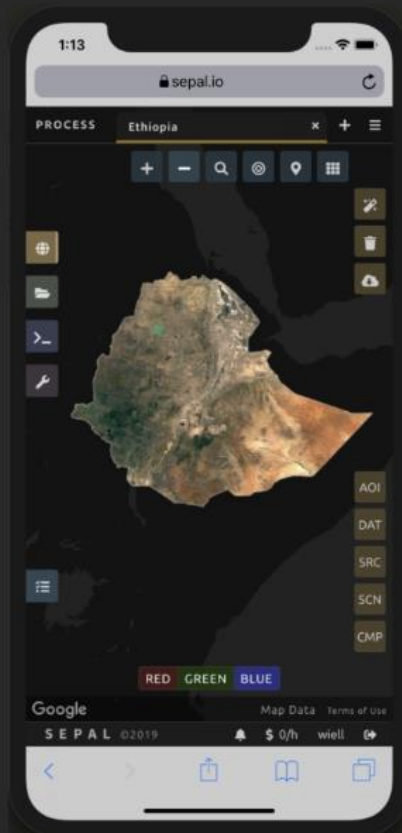 1:13
sepal.io
PROCESS Ethiopia
AOI
DAT
SRC
SCN
CMP
RED GREEN BLUE
Google Map Data Terms of Use
SEPAL ©2019 $ 0/h wiell